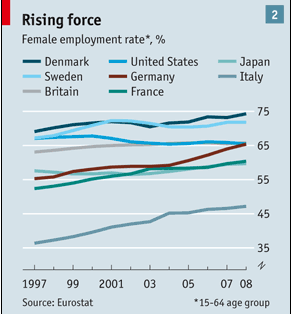 Rising force
2
Female employment rate*, %
Denmark United States Japan
Sweden Germany Italy
Britain France
75
65
55
45
35
1997 99 2001 03 05 07 08
Source: Eurostat *15-64 age group